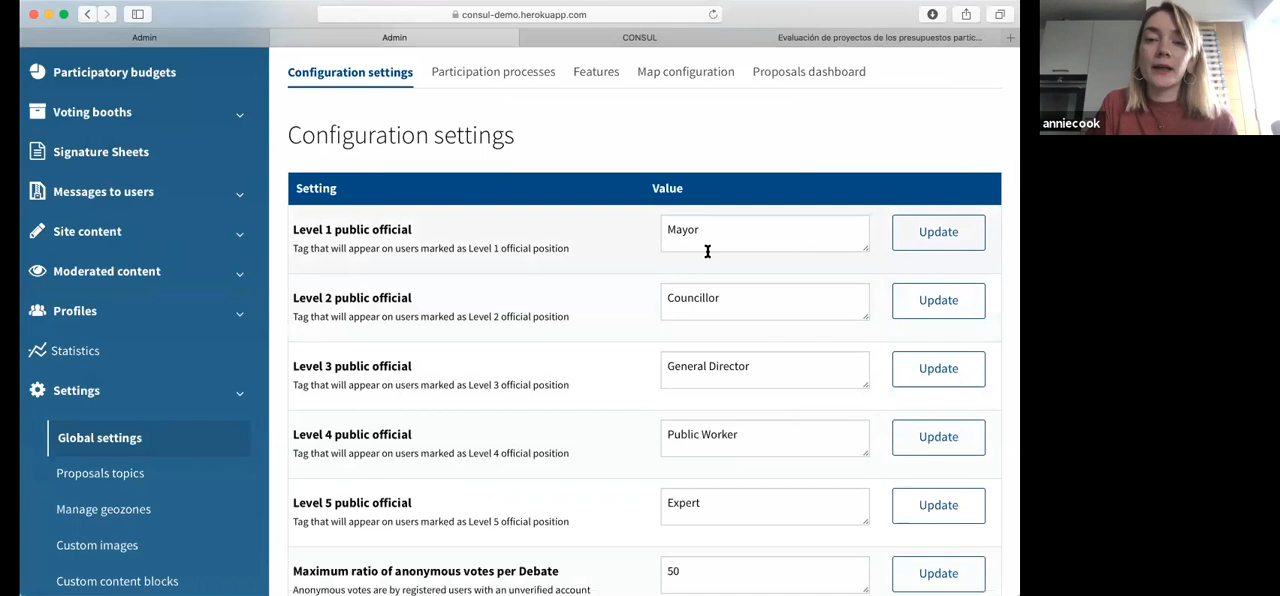 consul-demo.herokuapp.com
Admin
Admin
CONSUL
Evaluación de proyectos de los presupuestos partic...
Participatory budgets
Voting booths
Signature Sheets
Messages to users
Site content
Moderated content
Profiles
Statistics
Settings
Global settings
Proposals topics
Manage geozones
Custom images
Custom content blocks
Configuration settings
Participation processes
Features
Map configuration
Proposals dashboard
Configuration settings
Setting
Value
Level 1 public official
Tag that will appear on users marked as Level 1 official position
Mayor
Update
Level 2 public official
Tag that will appear on users marked as Level 2 official position
Councillor
Update
Level 3 public official
Tag that will appear on users marked as Level 3 official position
General Director
Update
Level 4 public official
Tag that will appear on users marked as Level 4 official position
Public Worker
Update
Level 5 public official
Tag that will appear on users marked as Level 5 official position
Expert
Update
Maximum ratio of anonymous votes per Debate
Anonymous votes are by registered users with an unverified account
50
Update
anniecook